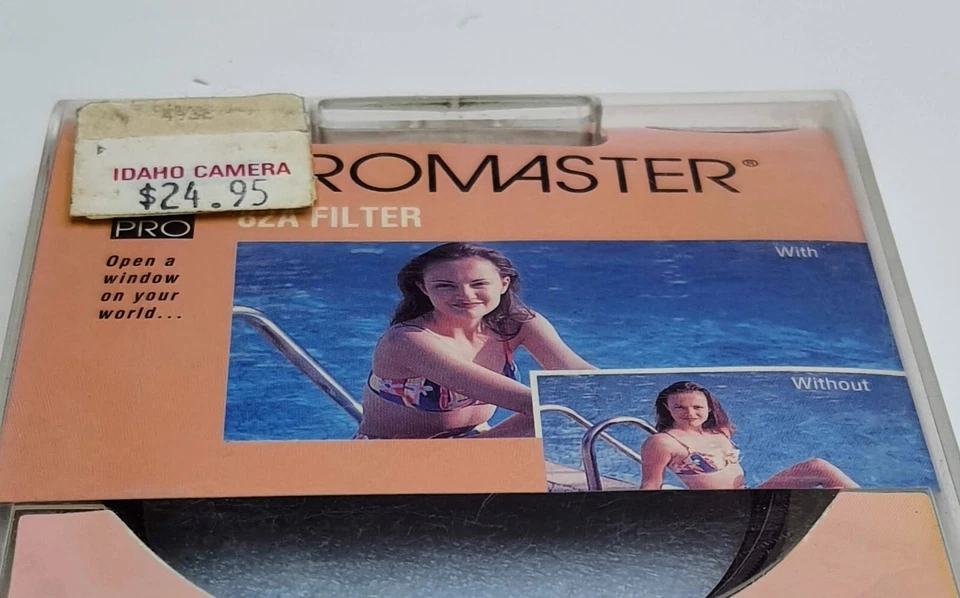 IDAHO CAMERA
$24.95
ROMASTER®
82A FILTER
PRO
Open a
window
on your
world...
With
Without